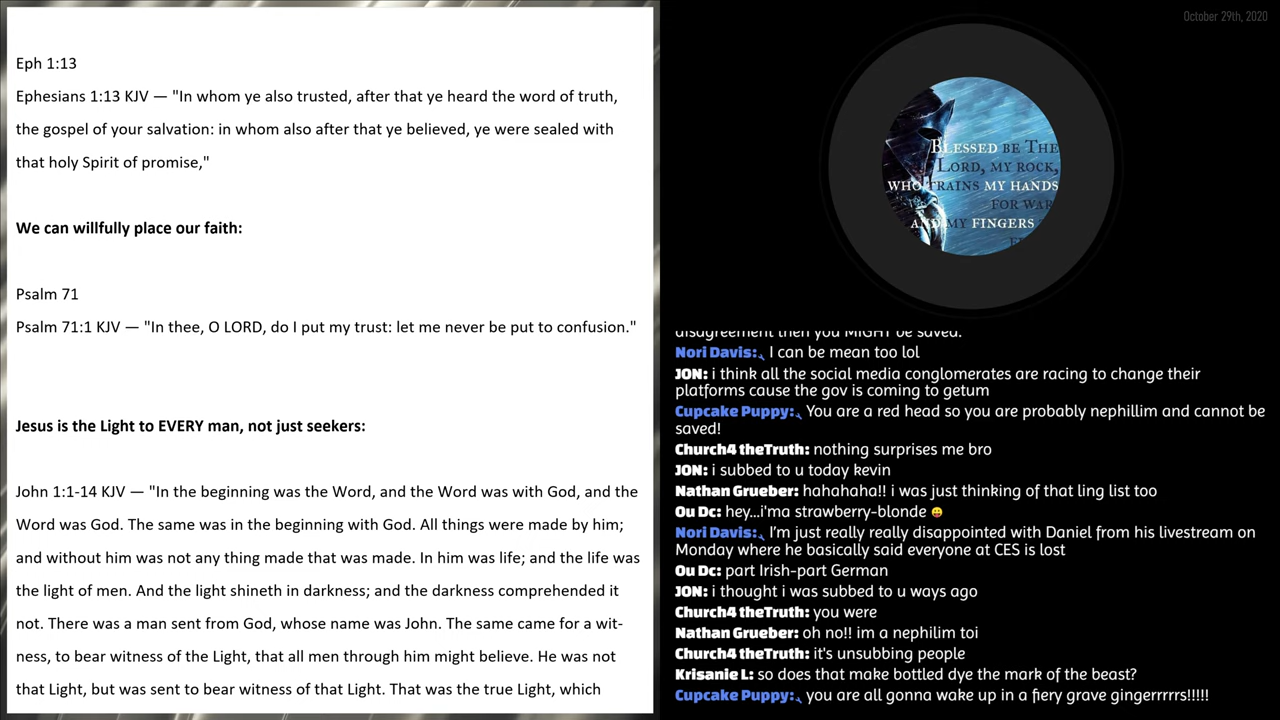 Eph 1:13
Ephesians 1:13 KJV — "In whom ye also trusted, after that ye heard the word of truth,
the gospel of your salvation: in whom also after that ye believed, ye were sealed with
that holy Spirit of promise,"
We can willfully place our faith:
Psalm 71
Psalm 71:1 KJV — "In thee, O LORD, do I put my trust: let me never be put to confusion."
Jesus is the Light to EVERY man, not just seekers:
John 1:1-14 KJV — "In the beginning was the Word, and the Word was with God, and the
Word was God. The same was in the beginning with God. All things were made by him;
and without him was not any thing made that was made. In him was life; and the life was
the light of men. And the light shineth in darkness; and the darkness comprehended it
not. There was a man sent from God, whose name was John. The same came for a wit-
ness, to bear witness of the Light, that all men through him might believe. He was not
that Light, but was sent to bear witness of that Light. That was the true Light, which
October 29th, 2020
BLESSED BE THE
LORD, MY ROCK,
WHO TRAINS MY HANDS
FOR WAR
AND MY FINGERS
disagreement then you MIGHT be saved.
Nori Davis: I can be mean too lol
JON: i think all the social media conglomerates are racing to change their
platforms cause the gov is coming to getum
Cupcake Puppy: You are a red head so you are probably nephillim and cannot be
saved!
Church4 theTruth: nothing surprises me bro
JON: i subbed to u today kevin
Nathan Grueber: hahahaha!! i was just thinking of that ling list too
Ou Dc: hey...i'ma strawberry-blonde 😀
Nori Davis: I'm just really really disappointed with Daniel from his livestream on
Monday where he basically said everyone at CES is lost
Ou Dc: part Irish-part German
JON: i thought i was subbed to u ways ago
Church4 theTruth: you were
Nathan Grueber: oh no!! im a nephilim toi
Church4 theTruth: it's unsubbing people
Krisanie L: so does that make bottled dye the mark of the beast?
Cupcake Puppy: you are all gonna wake up in a fiery grave gingerrrrrs!!!!!